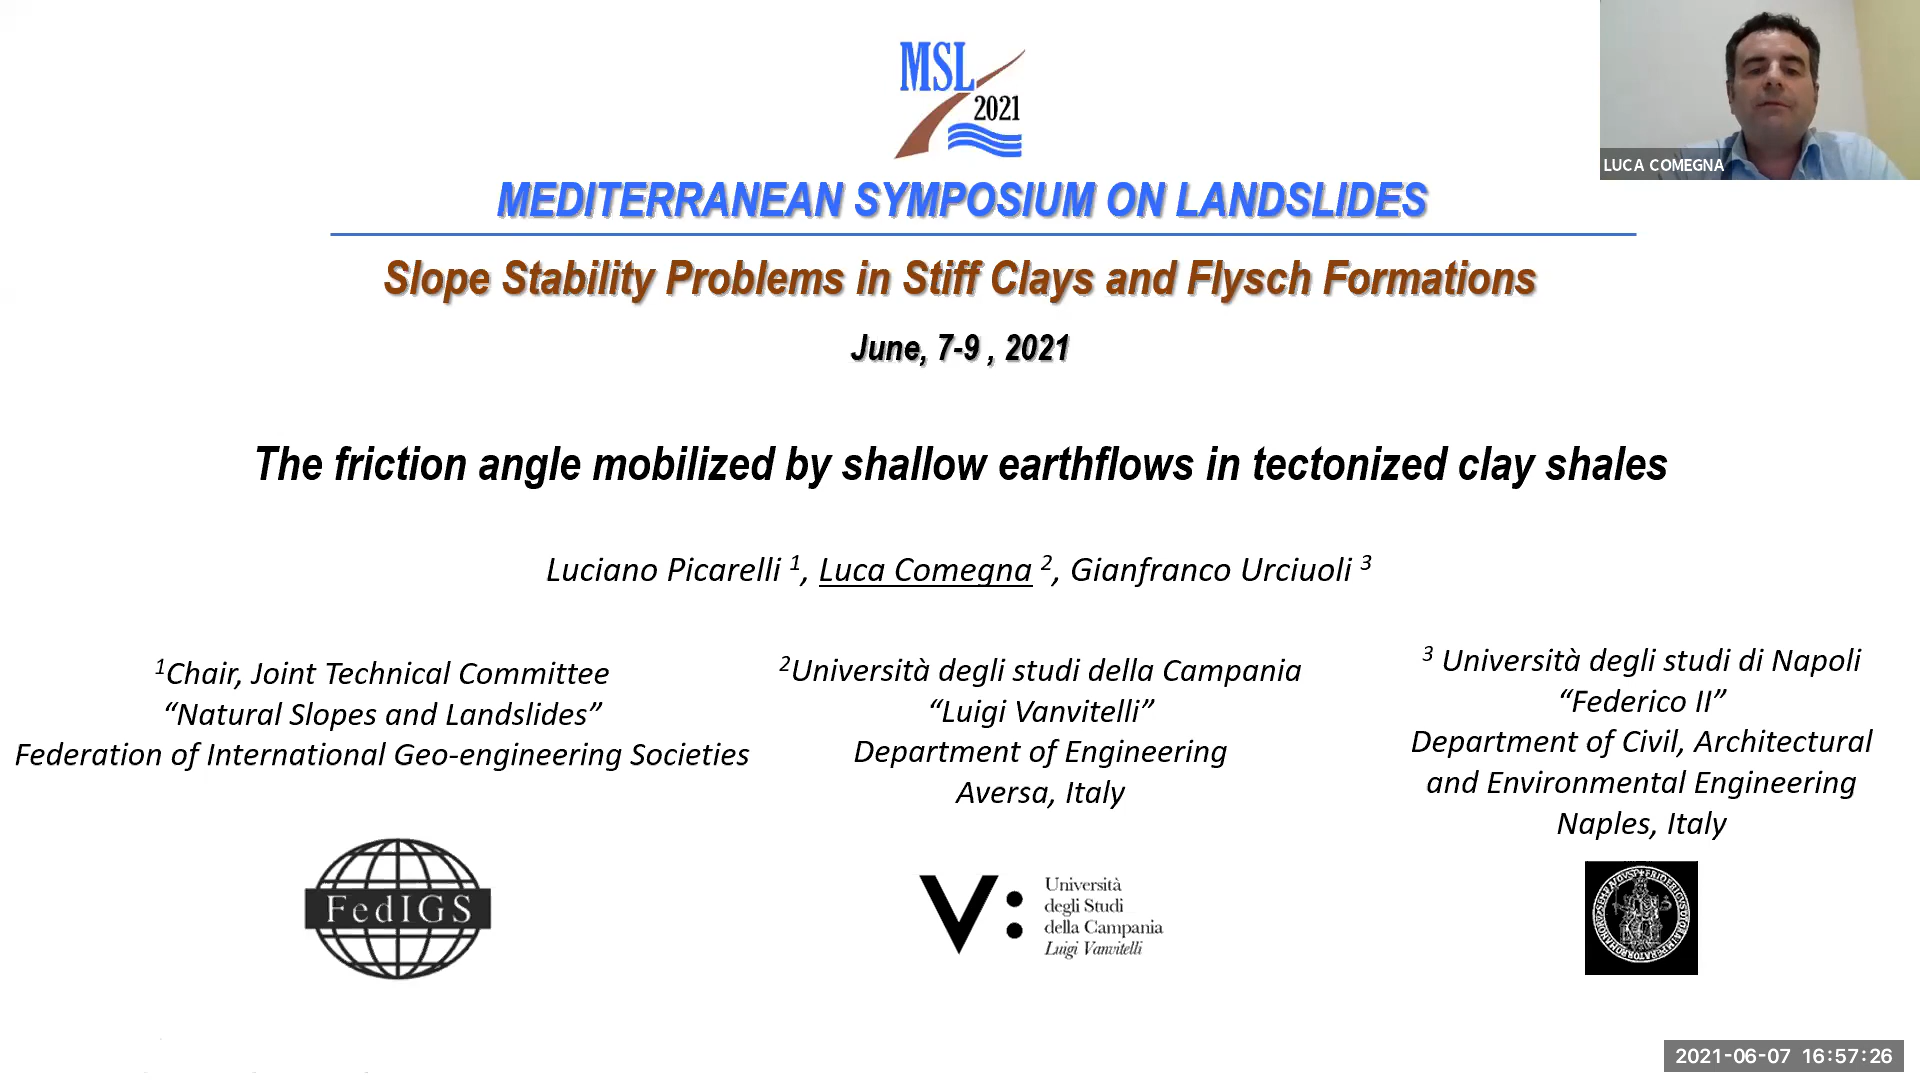 MSL
2021
LUCA COMEGNA
MEDITERRANEAN SYMPOSIUM ON LANDSLIDES
Slope Stability Problems in Stiff Clays and Flysch Formations
June, 7-9 , 2021
The friction angle mobilized by shallow earthflows in tectonized clay shales
Luciano Picarelli 1, Luca Comegna 2, Gianfranco Urciuoli 3
1Chair, Joint Technical Committee
“Natural Slopes and Landslides”
Federation of International Geo-engineering Societies
2Università degli studi della Campania
“Luigi Vanvitelli”
Department of Engineering
Aversa, Italy
3 Università degli studi di Napoli
“Federico II”
Department of Civil, Architectural
and Environmental Engineering
Naples, Italy
FedIGS
V:
Università
degli Studi
della Campania
Luigi Vanvitelli
2021-06-07 16:57:26